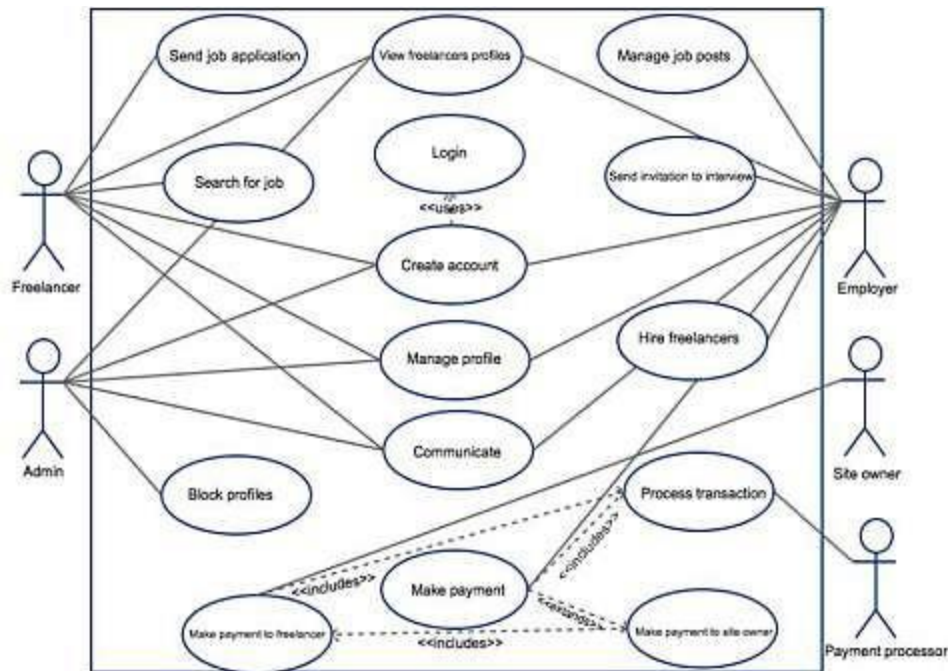 Send job application
View freelancers profiles
Manage job posts
Login
Search for job
Send invitation to interview
<<uses>>
Create account
Freelancer
Employer
Manage profile
Hire freelancers
Communicate
Admin
Site owner
Block profiles
Process transaction
<<includes>>
<<includes>>
Make payment
<<extends>>
Make payment to freelancer
<<includes>>
Make payment to site owner
Payment processor